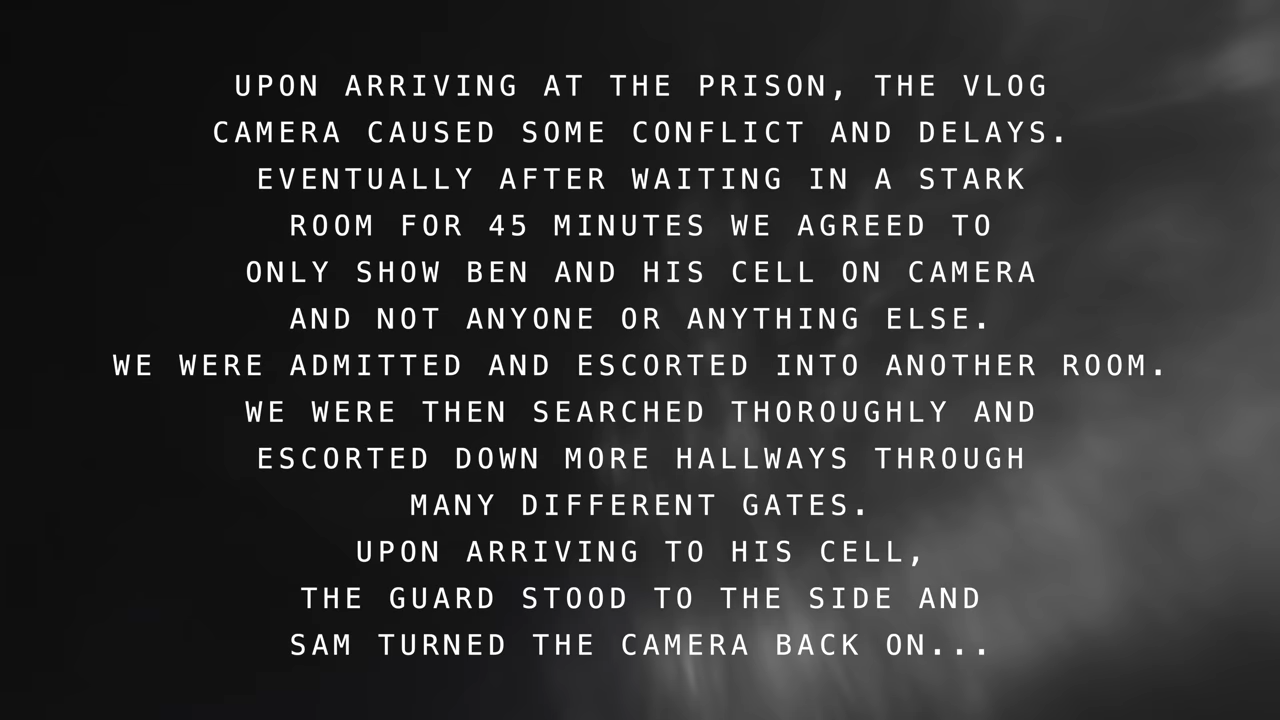 UPON ARRIVING AT THE PRISON, THE VLOG
CAMERA CAUSED SOME CONFLICT AND DELAYS.
EVENTUALLY AFTER WAITING IN A STARK
ROOM FOR 45 MINUTES WE AGREED TO
ONLY SHOW BEN AND HIS CELL ON CAMERA
AND NOT ANYONE OR ANYTHING ELSE.
WE WERE ADMITTED AND ESCORTED INTO ANOTHER ROOM.
WE WERE THEN SEARCHED THOROUGHLY AND
ESCORTED DOWN MORE HALLWAYS THROUGH
MANY DIFFERENT GATES.
UPON ARRIVING TO HIS CELL,
THE GUARD STOOD TO THE SIDE AND
SAM TURNED THE CAMERA BACK ON...